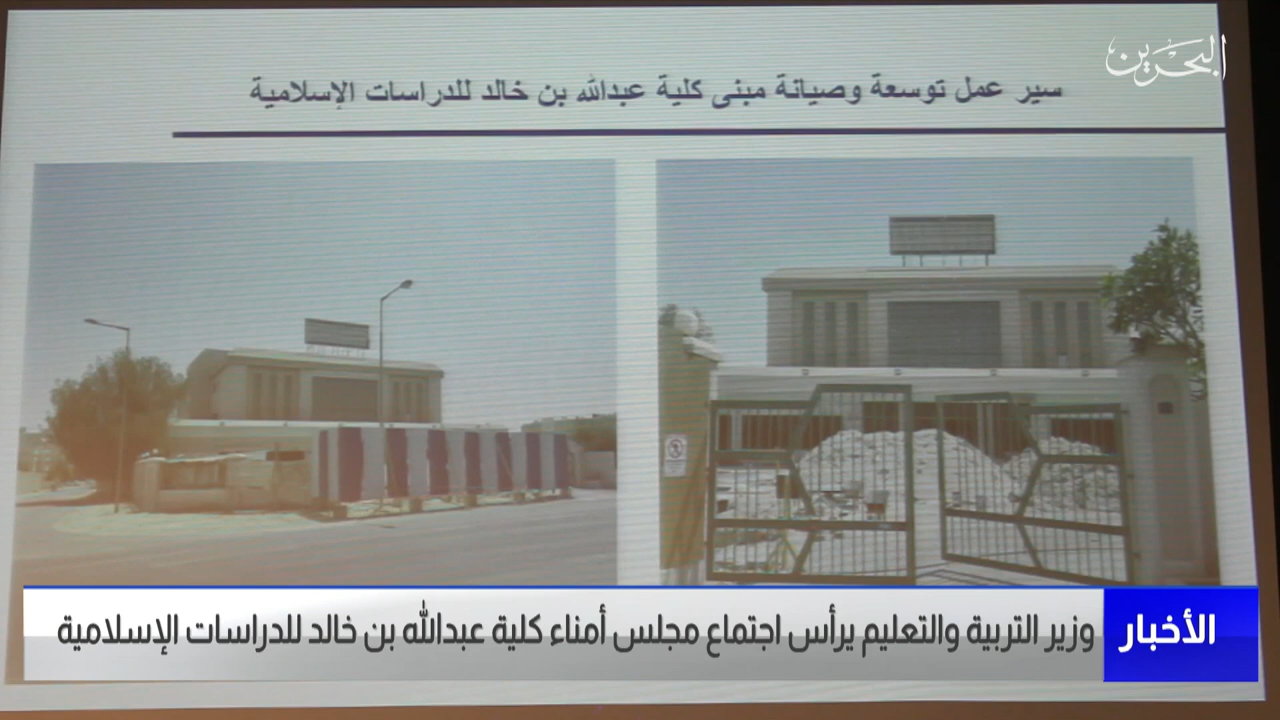 البحرين
سير عمل توسعة وصيانة مبنى كلية عبدالله بن خالد للدراسات الإسلامية
الأخبار
وزير التربية والتعليم يرأس اجتماع مجلس أمناء كلية عبدالله بن خالد للدراسات الإسلامية